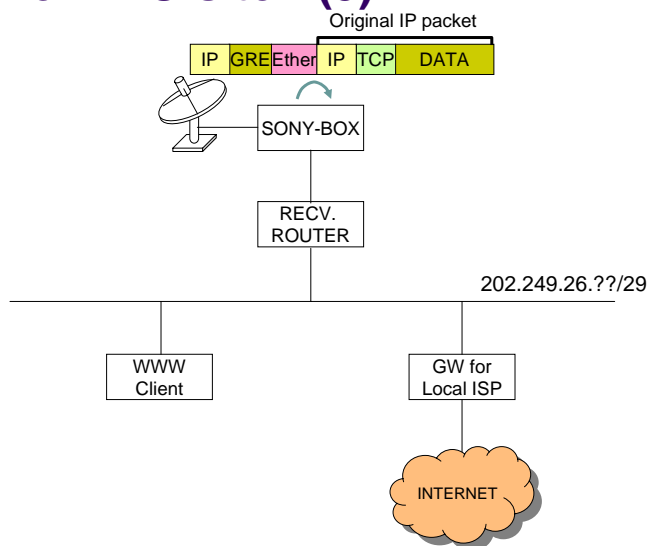 Original IP packet
IP GRE Ether IP TCP DATA
SONY-BOX
RECV.
ROUTER
202.249.26.??/29
WWW
Client
GW for
Local ISP
INTERNET